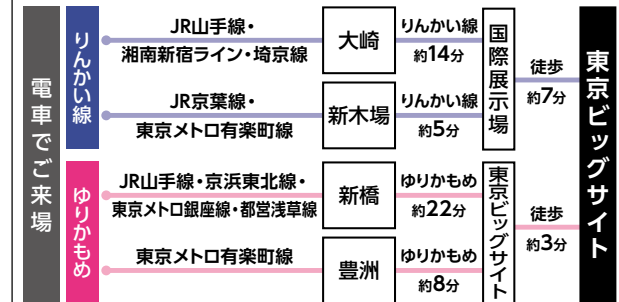 電車でご来場
りんかい線
JR山手線・
湘南新宿ライン・埼京線
大崎
りんかい線
約14分
JR京葉線・
東京メトロ有楽町線
新木場
りんかい線
約5分
国際展示場
徒歩
約7分
ゆりかもめ
JR山手線・京浜東北線・
東京メトロ銀座線・都営浅草線
新橋
ゆりかもめ
約22分
東京メトロ有楽町線
豊洲
ゆりかもめ
約8分
東京ビッグサイト
徒歩
約3分
東京ビッグサイト